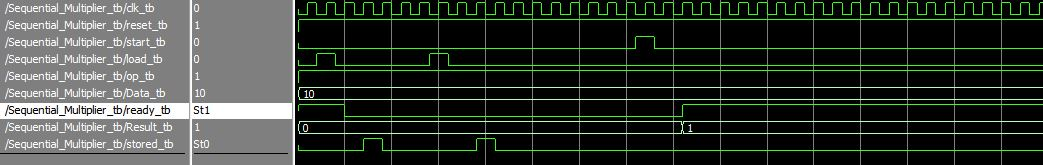 /Sequential_Multiplier_tb/clk_tb 0
/Sequential_Multiplier_tb/reset_tb 1
/Sequential_Multiplier_tb/start_tb 0
/Sequential_Multiplier_tb/load_tb 0
/Sequential_Multiplier_tb/op_tb 1
/Sequential_Multiplier_tb/Data_tb 10 10
/Sequential_Multiplier_tb/ready_tb St1
/Sequential_Multiplier_tb/Result_tb 1 0 1
/Sequential_Multiplier_tb/stored_tb St0